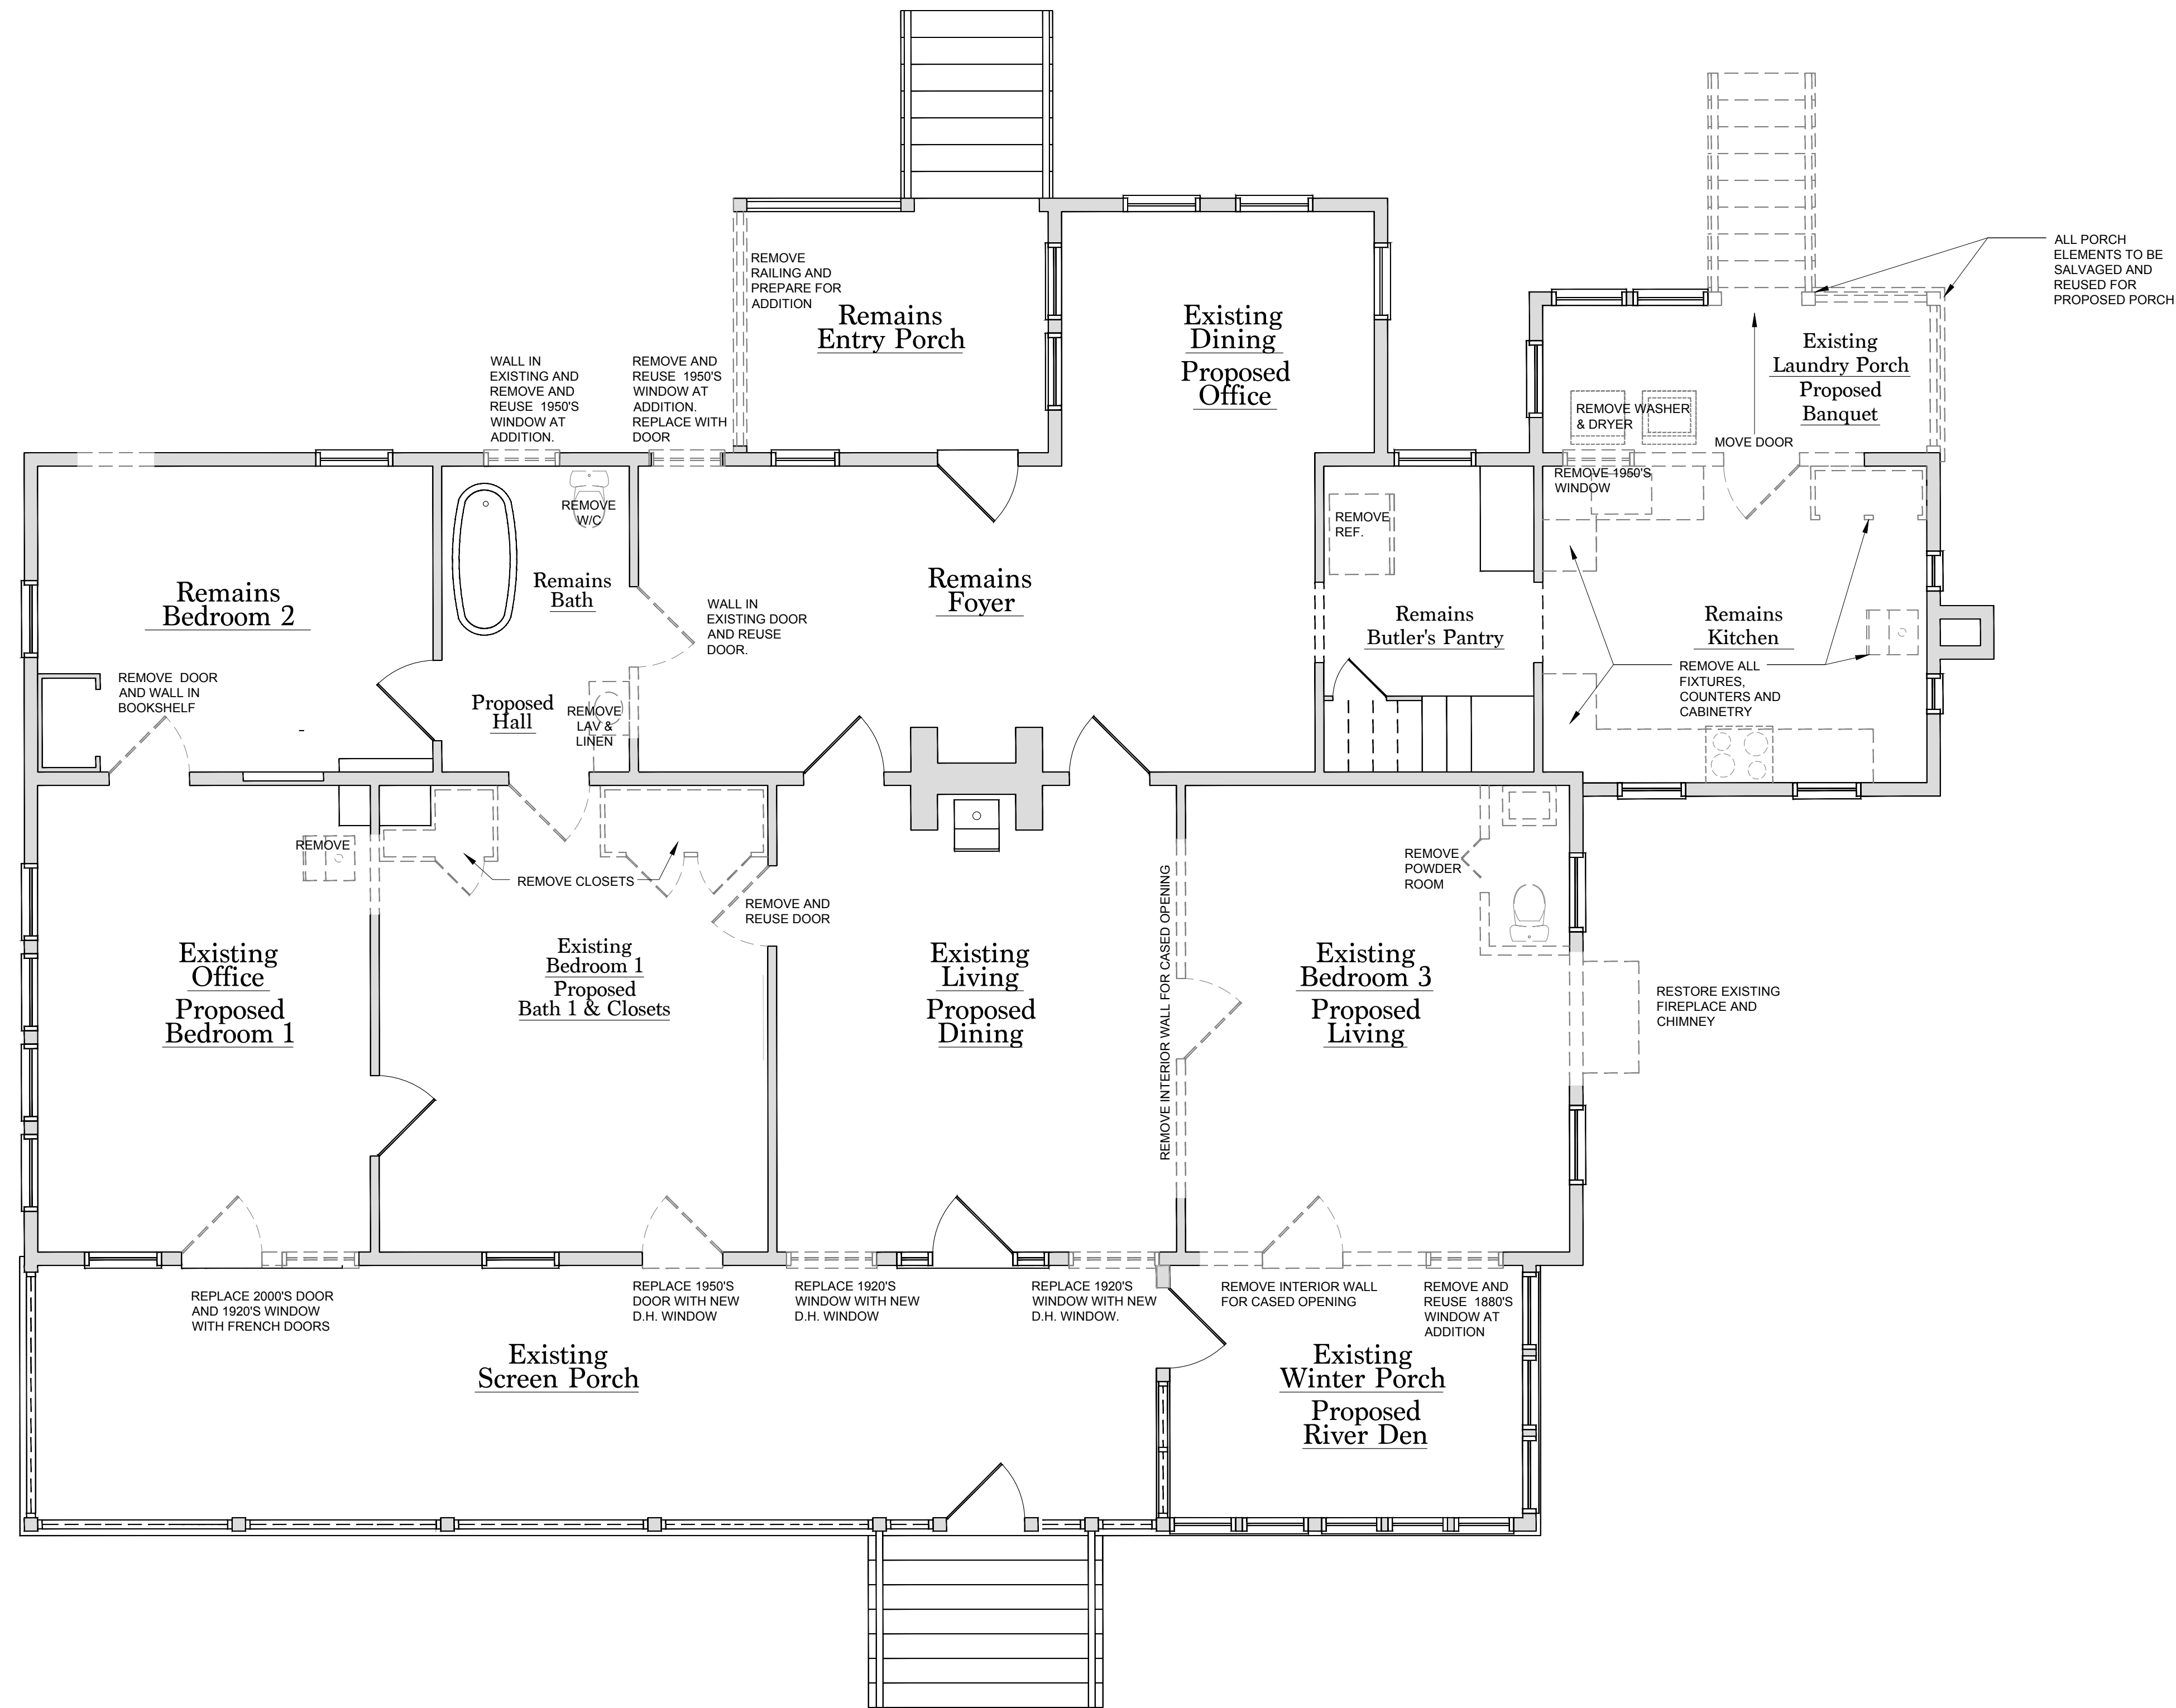 ALL PORCH
ELEMENTS TO BE
SALVAGED AND
REUSED FOR
PROPOSED PORCH
REMOVE
RAILING AND
PREPARE FOR
ADDITION
Remains
Entry Porch
Existing
Dining
Proposed
Office
Existing
Laundry Porch
Proposed
Banquet
WALL IN
EXISTING AND
REMOVE AND
REUSE 1950'S
WINDOW AT
ADDITION.
REMOVE AND
REUSE 1950'S
WINDOW AT
ADDITION.
REPLACE WITH
DOOR
REMOVE WASHER
& DRYER
MOVE DOOR
REMOVE 1950'S
WINDOW
REMOVE
W/C
REMOVE
REF.
Remains
Bedroom 2
Remains
Bath
WALL IN
EXISTING DOOR
AND REUSE
DOOR.
Remains
Foyer
Remains
Butler's Pantry
Remains
Kitchen
REMOVE ALL
FIXTURES,
COUNTERS AND
CABINETRY
REMOVE DOOR
AND WALL IN
BOOKSHELF
Proposed
Hall
REMOVE
LAV &
LINEN
REMOVE
REMOVE CLOSETS
REMOVE AND
REUSE DOOR
REMOVE
POWDER
ROOM
REMOVE INTERIOR WALL FOR CASED OPENING
Existing
Office
Proposed
Bedroom 1
Existing
Bedroom 1
Proposed
Bath 1 & Closets
Existing
Living
Proposed
Dining
Existing
Bedroom 3
Proposed
Living
RESTORE EXISTING
FIREPLACE AND
CHIMNEY
REPLACE 2000'S DOOR
AND 1920'S WINDOW
WITH FRENCH DOORS
REPLACE 1950'S
DOOR WITH NEW
D.H. WINDOW
REPLACE 1920'S
WINDOW WITH NEW
D.H. WINDOW
REPLACE 1920'S
WINDOW WITH NEW
D.H. WINDOW.
REMOVE INTERIOR WALL
FOR CASED OPENING
REMOVE AND
REUSE 1880'S
WINDOW AT
ADDITION
Existing
Screen Porch
Existing
Winter Porch
Proposed
River Den